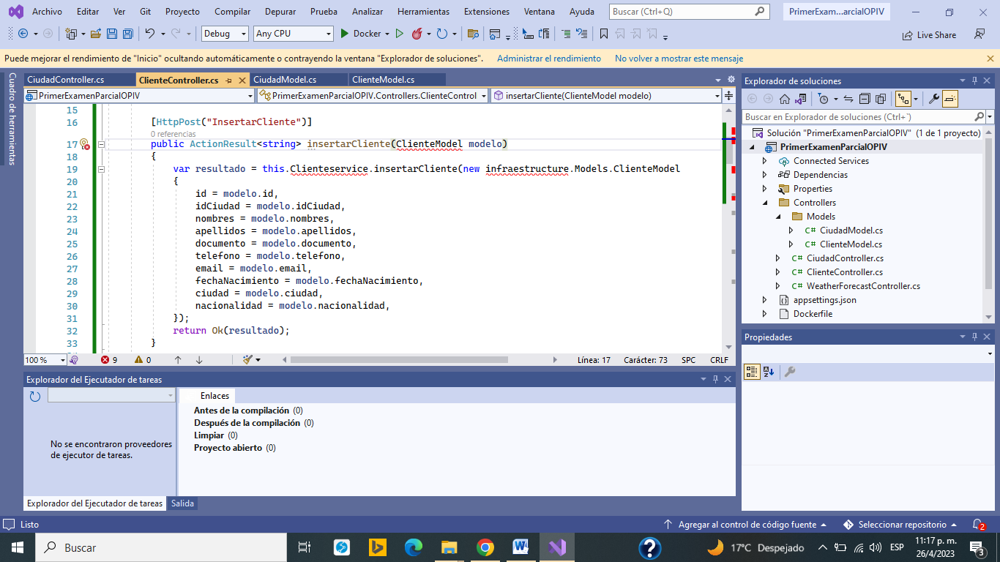 Archivo Editar Ver Git Proyecto Compilar Depurar Prueba Analizar Herramientas Extensiones Ventana Ayuda Buscar (Ctrl+Q) PrimerExam...arcialOPIV
Debug Any CPU Docker Live Share
Puede mejorar el rendimiento de "Inicio" ocultando automáticamente o contrayendo la ventana "Explorador de soluciones". Administrar el rendimiento No volver a mostrar este mensaje
Cuadro de herramientas
CiudadController.cs ClienteController.cs CiudadModel.cs ClienteModel.cs
PrimerExamenParcialOPIV PrimerExamenParcialOPIV.Controllers.ClienteControl insertarCliente(ClienteModel modelo)
15
16 [HttpPost("InsertarCliente")]
0 referencias
17 public ActionResult<string> insertarCliente(ClienteModel modelo)
18 {
19 var resultado = this.Clienteservice.insertarCliente(new infraestructure.Models.ClienteModel
20 {
21 id = modelo.id,
22 idCiudad = modelo.idCiudad,
23 nombres = modelo.nombres,
24 apellidos = modelo.apellidos,
25 documento = modelo.documento,
26 telefono = modelo.telefono,
27 email = modelo.email,
28 fechaNacimiento = modelo.fechaNacimiento,
29 ciudad = modelo.ciudad,
30 nacionalidad = modelo.nacionalidad,
31 });
32 return Ok(resultado);
33 }
100 % 9 0 Línea: 17 Carácter: 73 SPC CRLF
Explorador de soluciones
Buscar en Explorador de soluciones (Ctrl+¨)
Solución "PrimerExamenParcialOPIV" (1 de 1 proyecto)
PrimerExamenParcialOPIV
Connected Services
Dependencias
Properties
Controllers
Models
C# CiudadModel.cs
C# ClienteModel.cs
C# CiudadController.cs
C# ClienteController.cs
C# WeatherForecastController.cs
appsettings.json
Dockerfile
Propiedades
Explorador del Ejecutador de tareas
Enlaces
Antes de la compilación (0)
Después de la compilación (0)
Limpiar (0)
Proyecto abierto (0)
No se encontraron proveedores
de ejecutor de tareas.
Explorador del Ejecutador de tareas Salida
Listo Agregar al control de código fuente Seleccionar repositorio 2
Buscar 17°C Despejado ESP 11:17 p. m.
26/4/2023 3